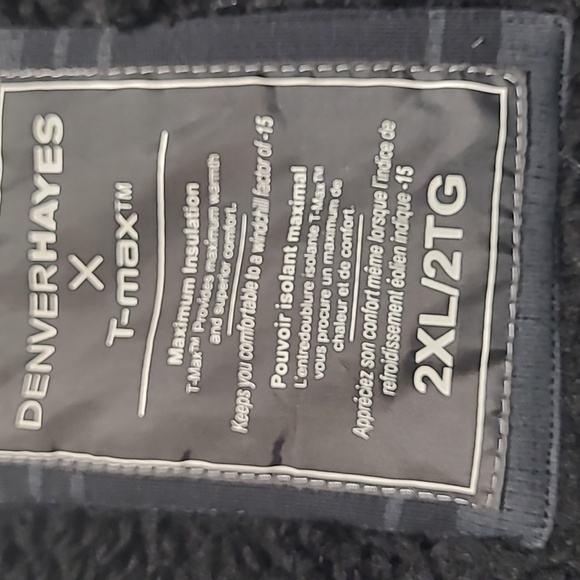 DENVERHAYES
X
T-max™
Maximum Insulation
T-Max™ Provides maximum warmth
and superior comfort.
Keeps you comfortable to a windchill factor of -15
Pouvoir isolant maximal
L'entredoublure isolante T-Max™
vous procure un maximum de
chaleur et de confort.
Appréciez son confort même lorsque l'indice de
refroidissement éolien indique -15
2XL/2TG